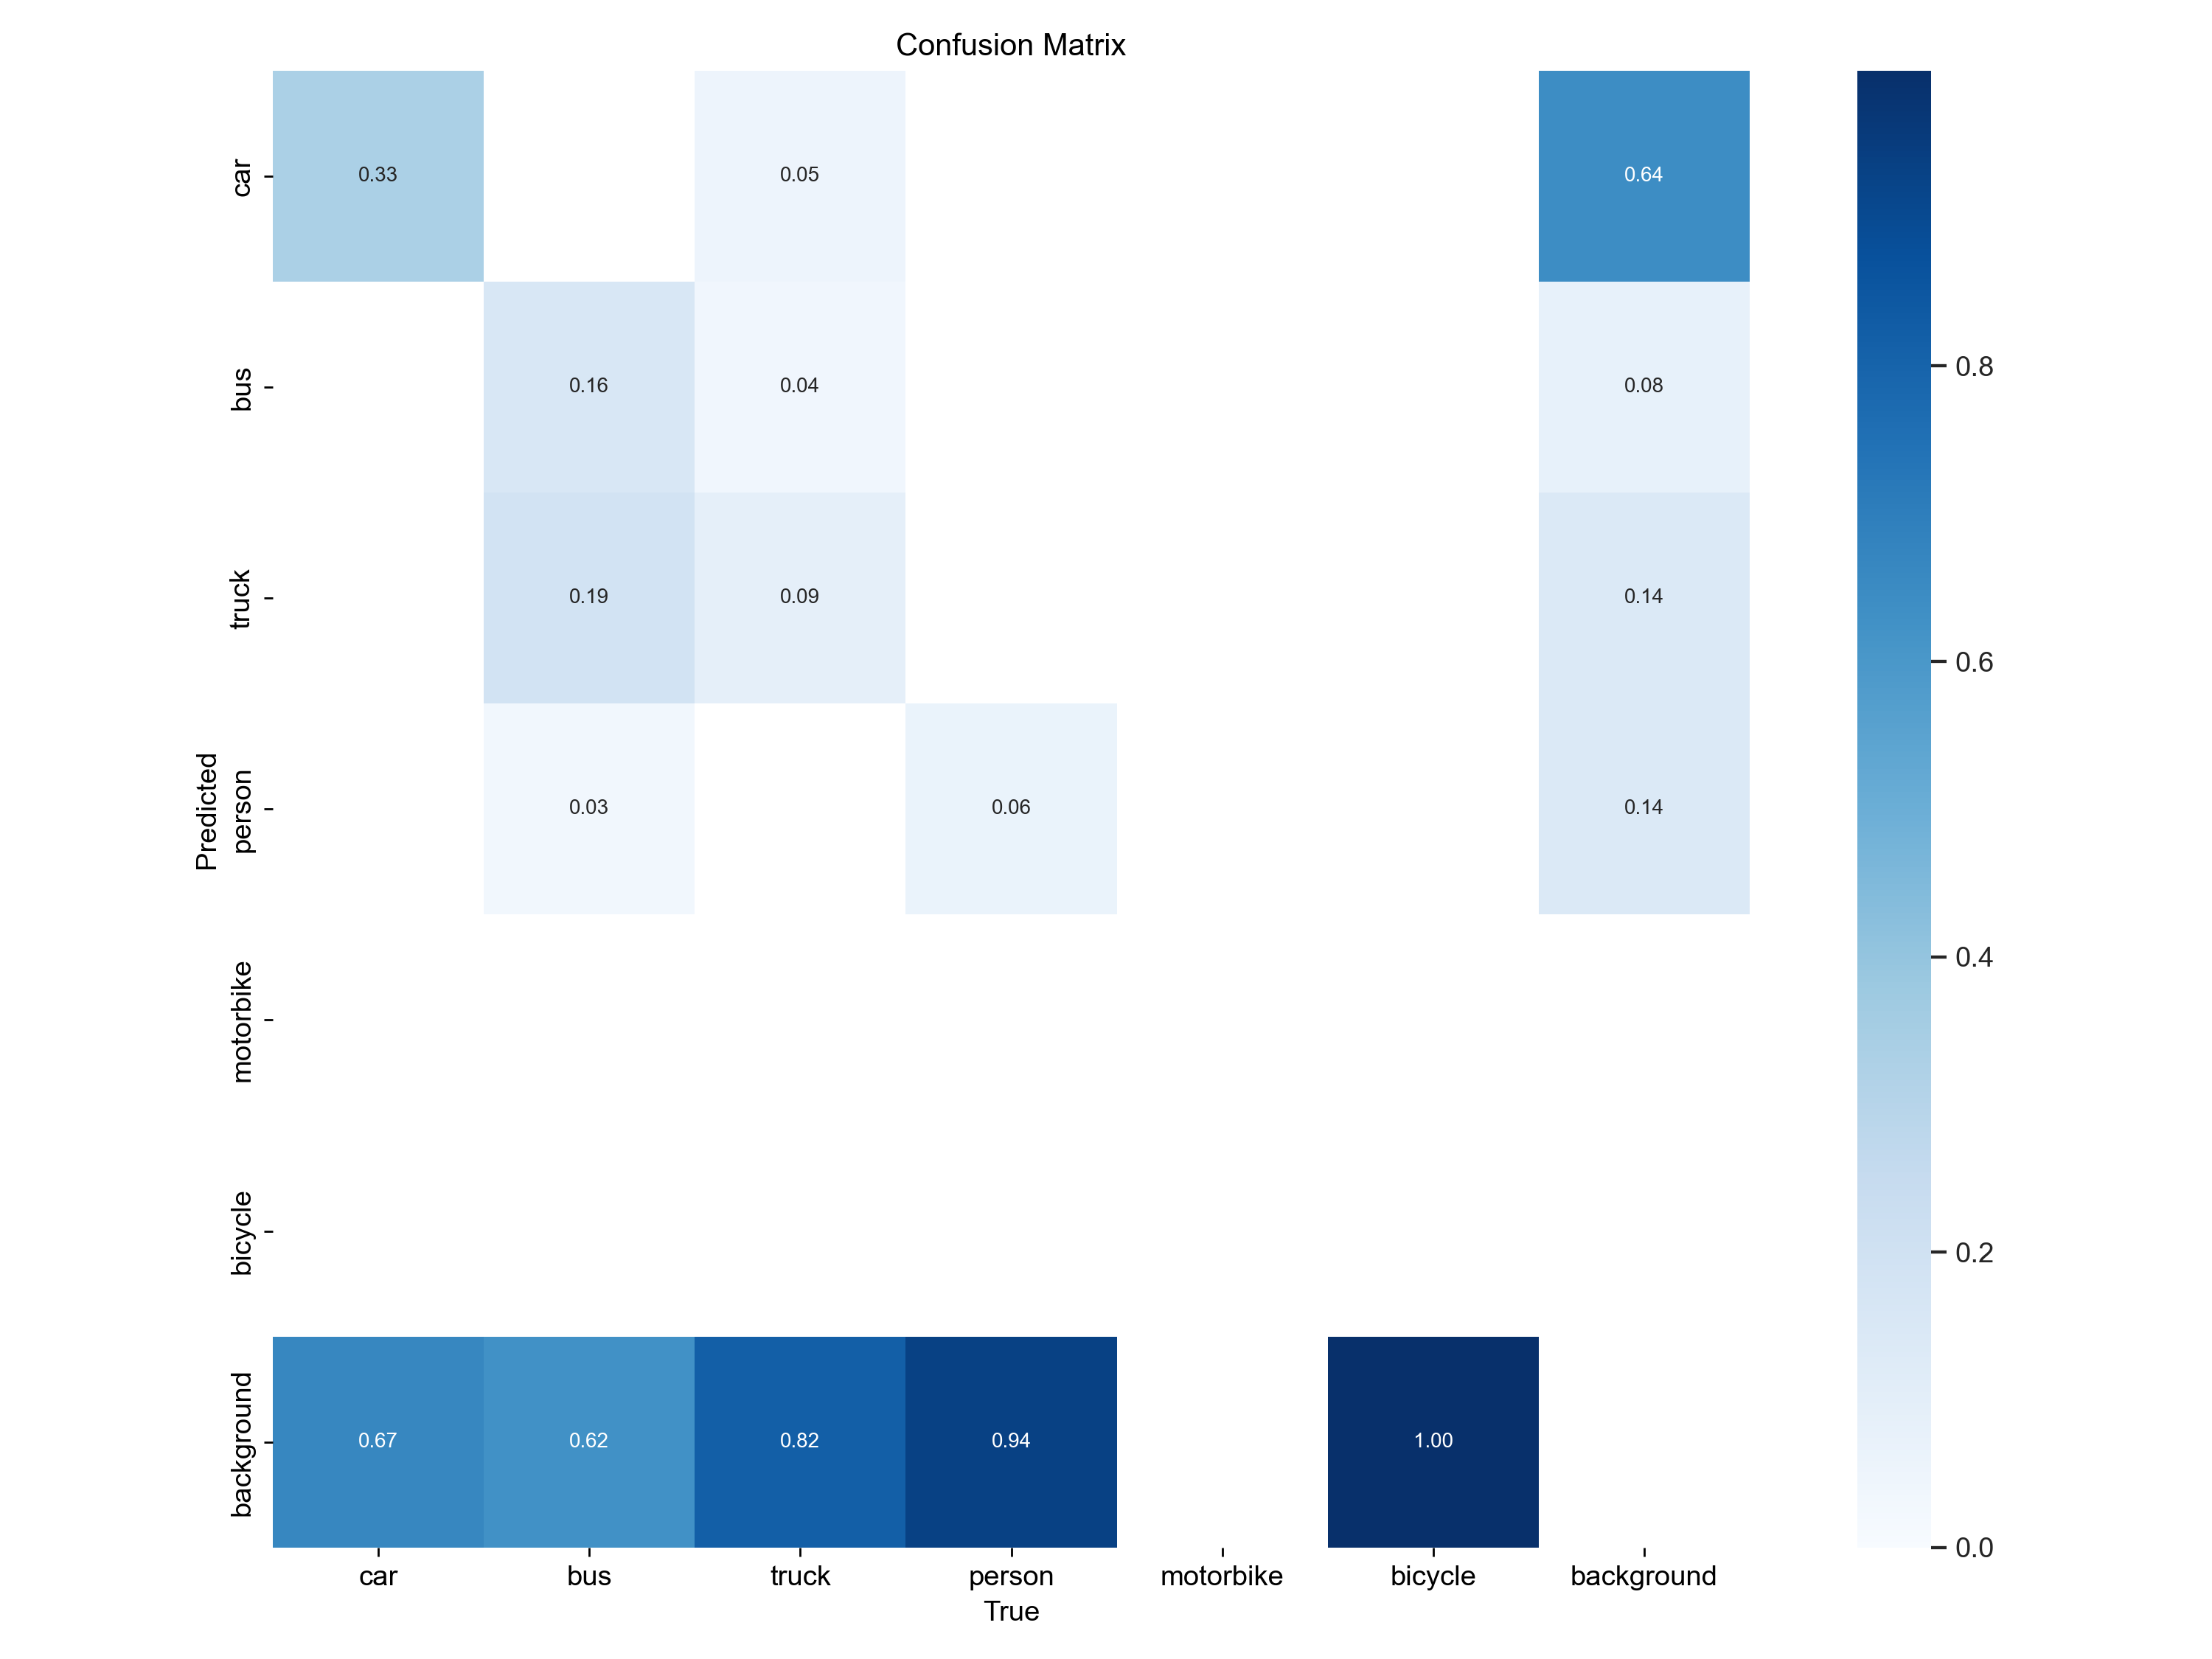 Confusion Matrix
car
0.33
0.05
0.64
bus
0.16
0.04
0.08
0.8
truck
0.19
0.09
0.14
0.6
Predicted
person
0.03
0.06
0.14
0.4
motorbike
bicycle
0.2
background
0.67
0.62
0.82
0.94
1.00
0.0
car
bus
truck
person
motorbike
bicycle
background
True